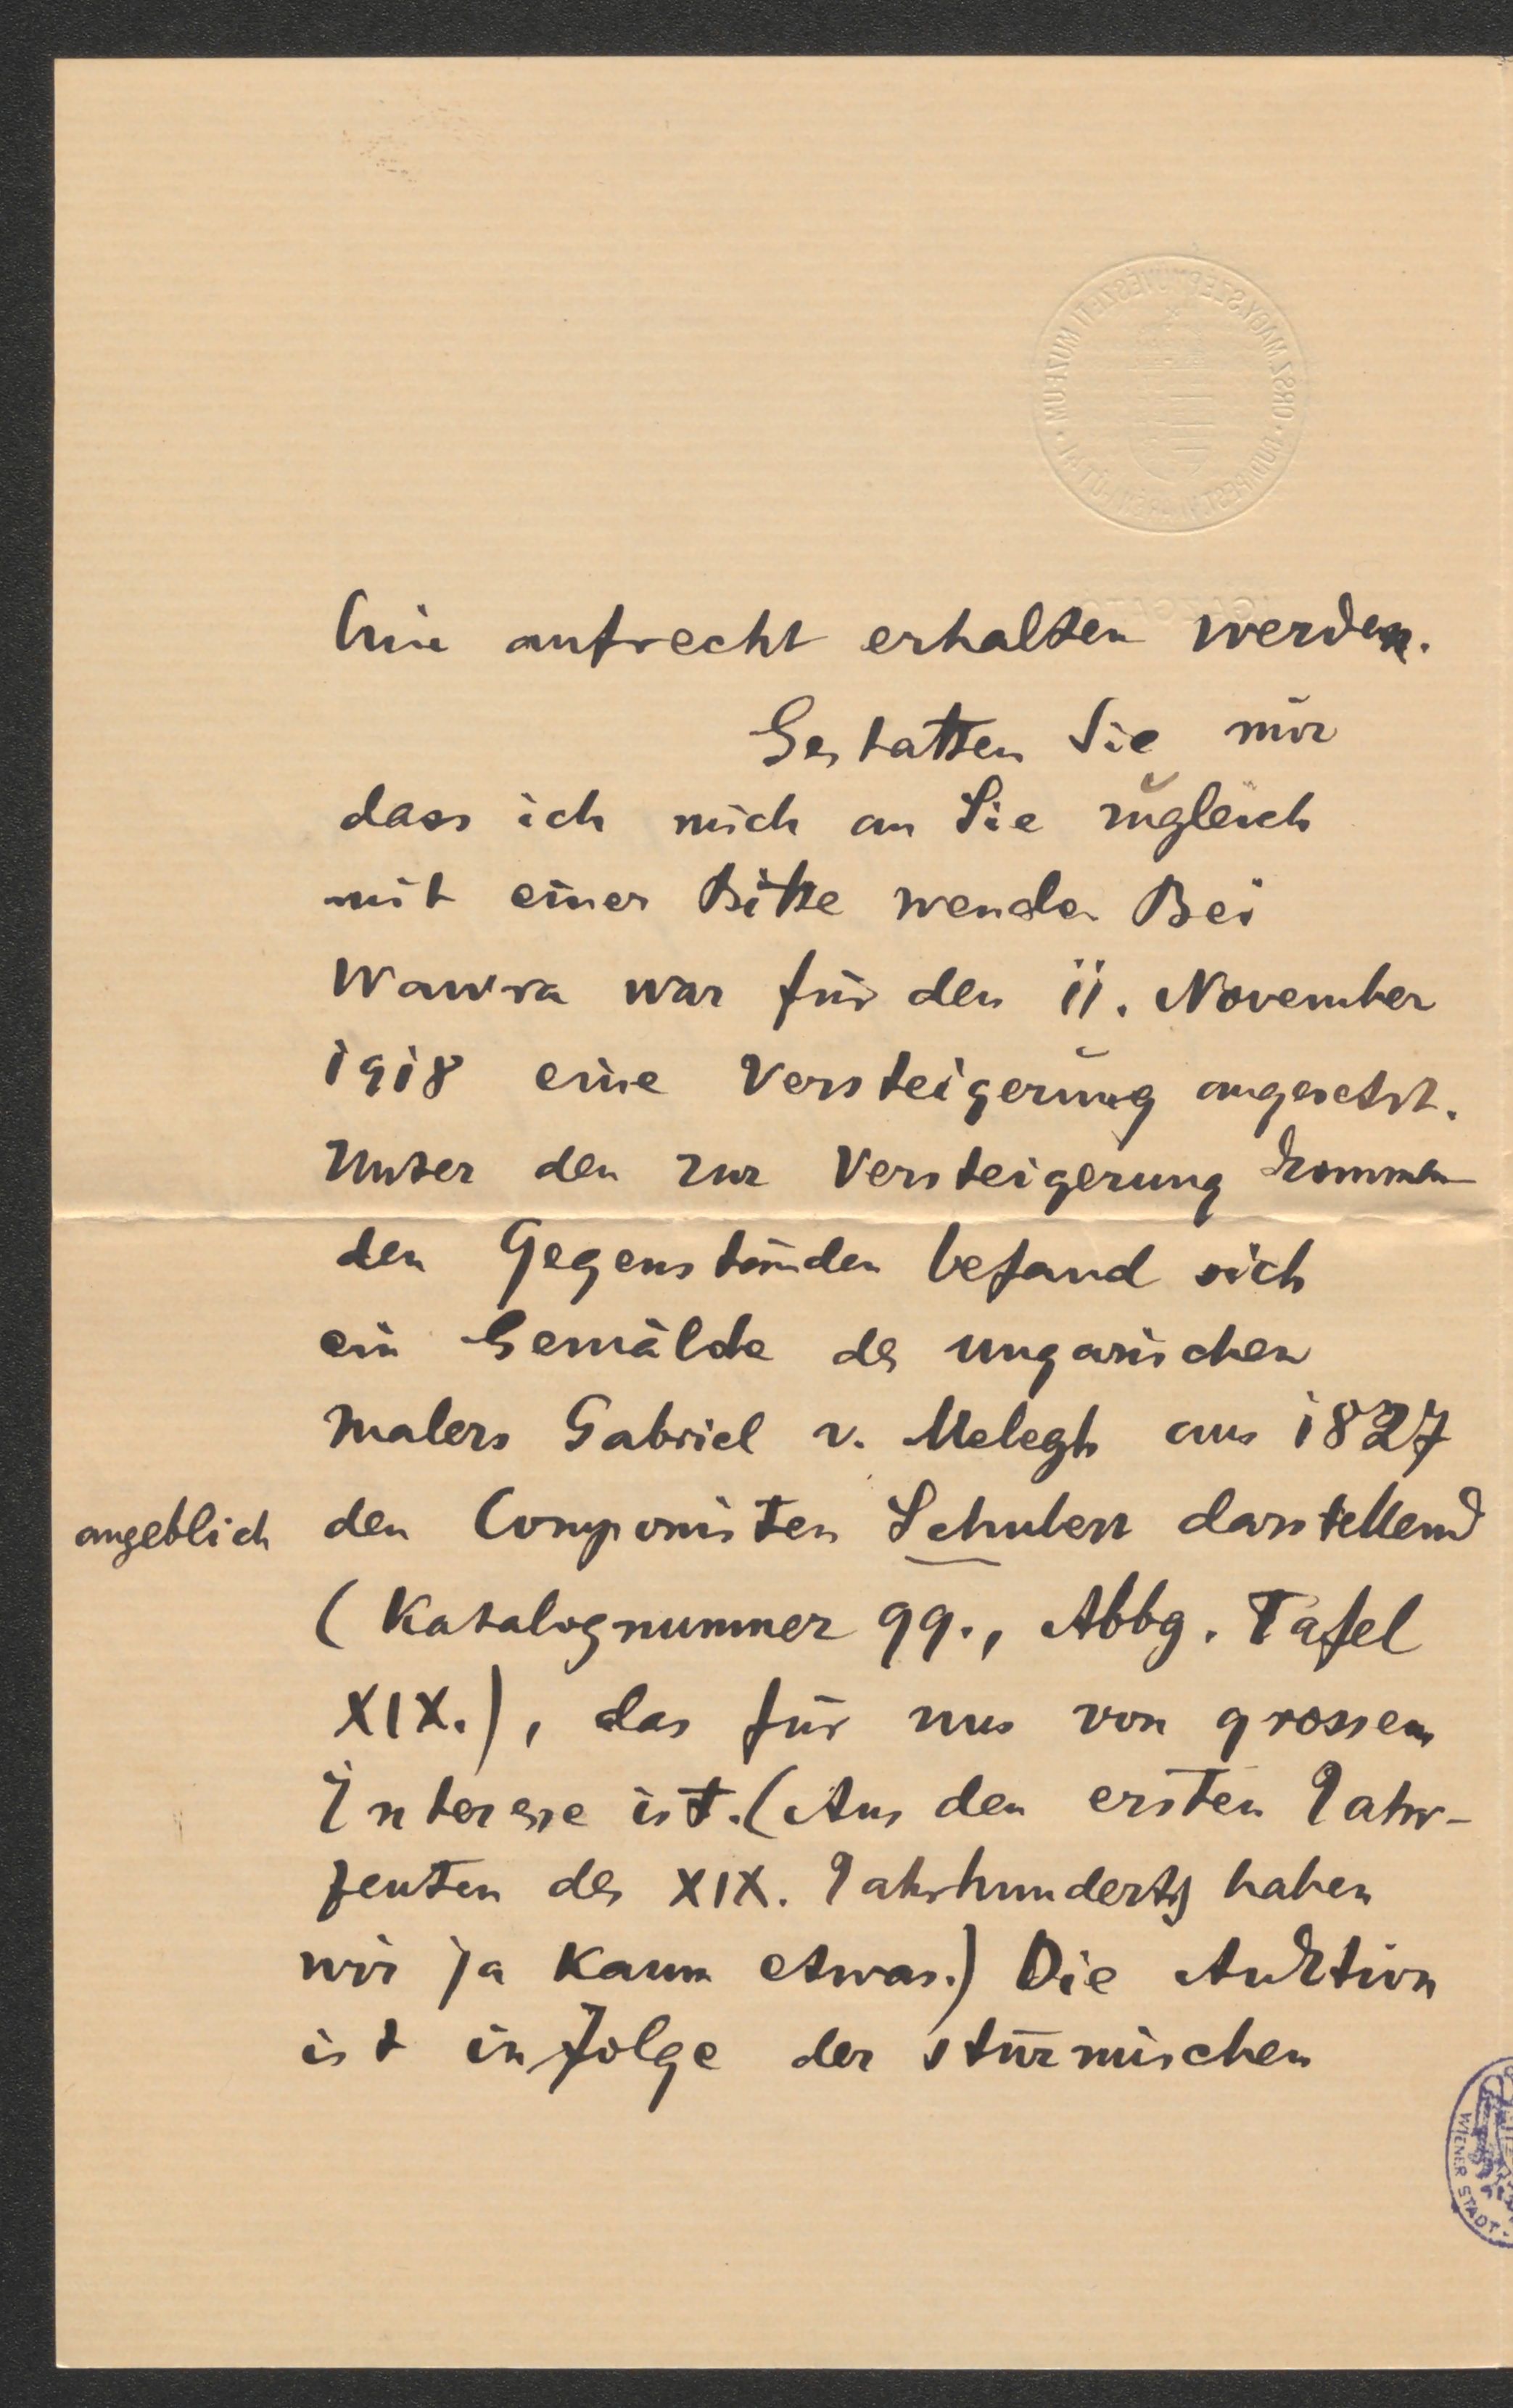 hin aufrecht erhalten werden.
Gestatten Sie mir
dass ich mich an Sie zugleich
mit einer Bitte wende. Bei
Wawra war für den 11. November
1918 eine Versteigerung angesetzt.
Unter den zur Versteigerung kommen
den Gegenständen befand sich
ein Gemälde des ungarischen
Malers Gabriel v. Melegh aus 1827
angeblich den Componisten Schubert darstellend
(Katalognummer 99., Abbg. Tafel
XIX.), das für uns von grossem
Interesse ist. (Aus den ersten Jahr-
zenten des XIX. Jahrhunderts haben
wir ja kaum etwas.) Die Auktion
ist infolge der stürmischen
WIENER STADT-